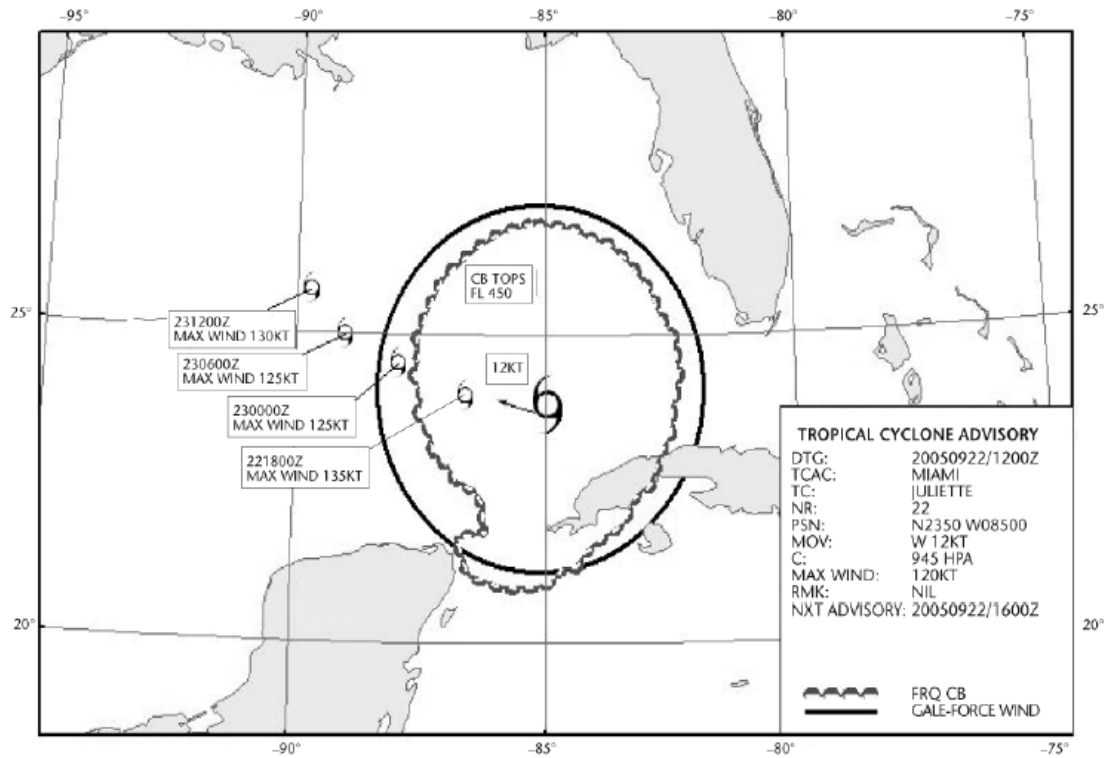 −95° −90° −85° −80° −75°
CB TOPS
FL 450
25° 25°
231200Z
MAX WIND 130KT
230600Z
MAX WIND 125KT
12KT
230000Z
MAX WIND 125KT
221800Z
MAX WIND 135KT
TROPICAL CYCLONE ADVISORY
DTG: 20050922/1200Z
TCAC: MIAMI
TC: JULIETTE
NR: 22
PSN: N2350 W08500
MOV: W 12KT
C: 945 HPA
MAX WIND: 120KT
RMK: NIL
NXT ADVISORY: 20050922/1600Z
20° 20°
FRQ CB
GALE-FORCE WIND
−90° −85° −80° −75°